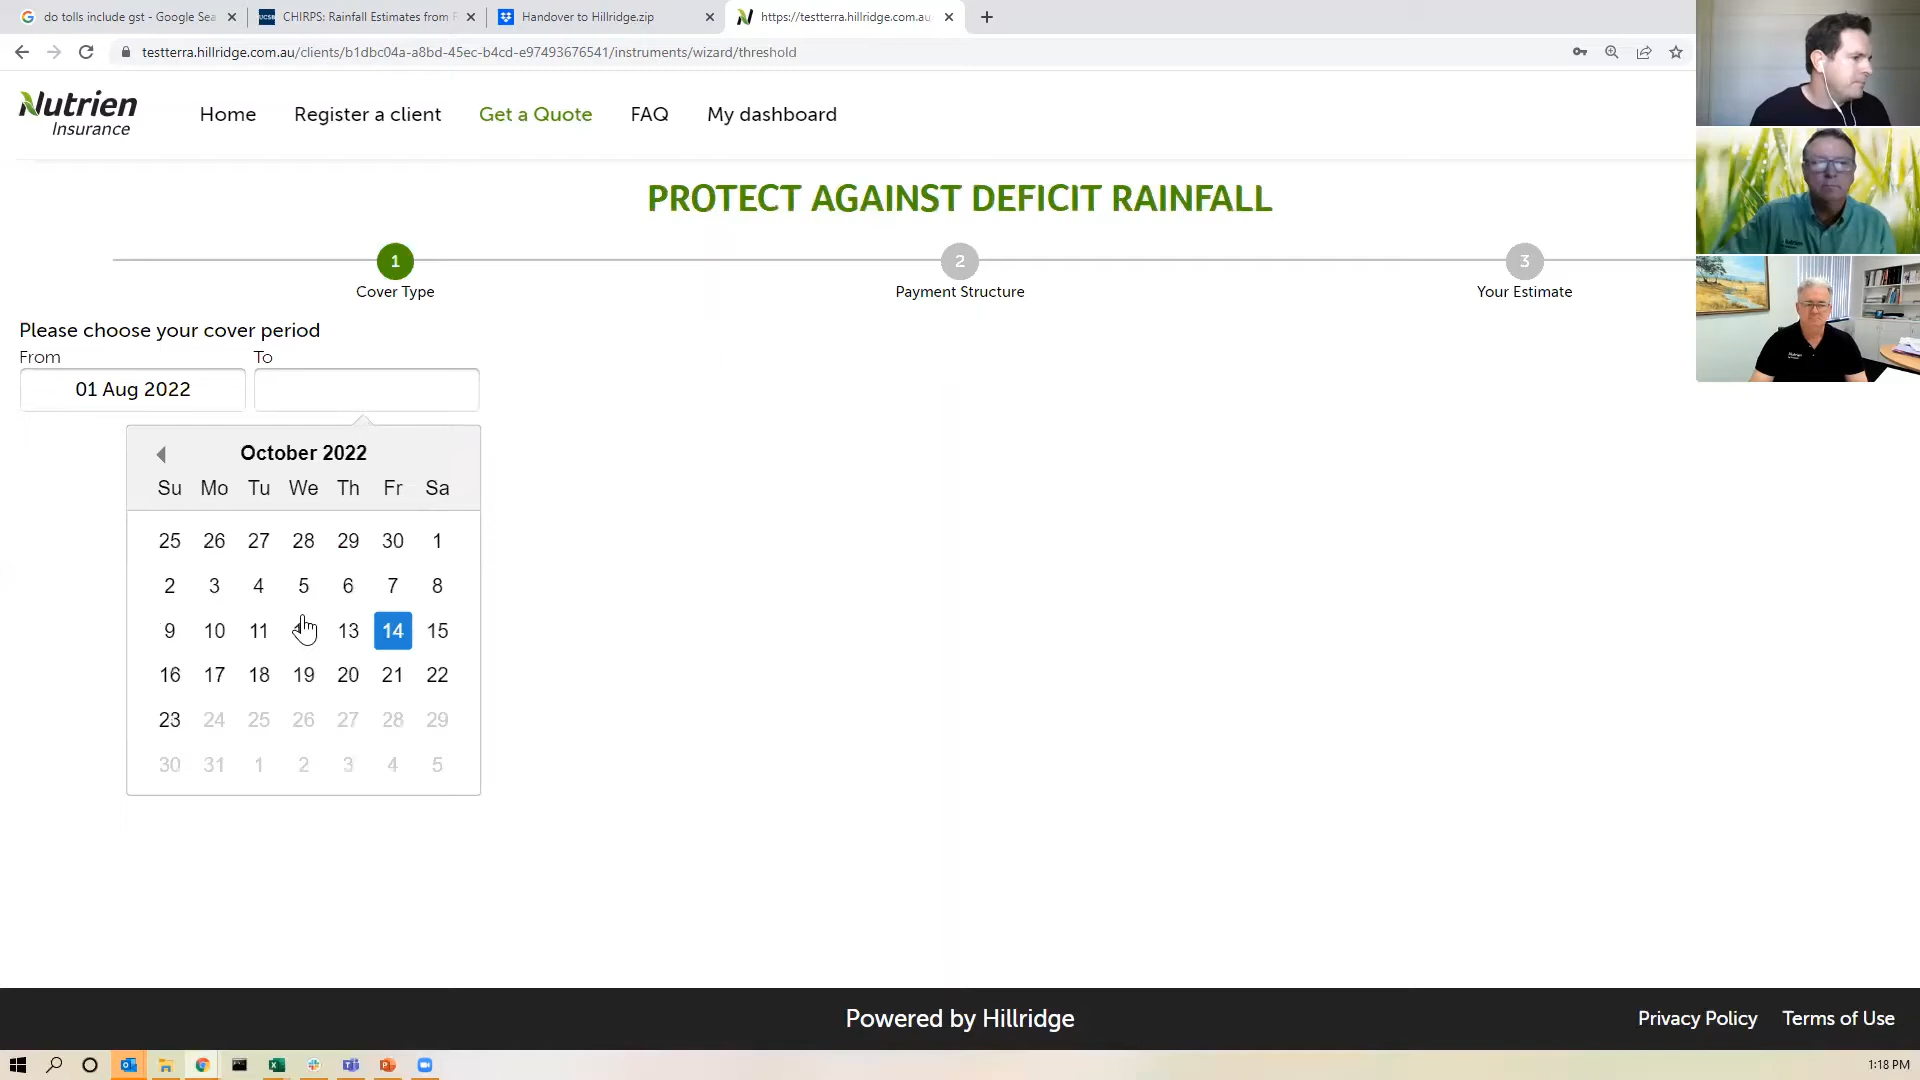 do tolls include gst - Google Sea
CHIRPS: Rainfall Estimates from F
Handover to Hillridge.zip
https://testterra.hillridge.com.au
testterra.hillridge.com.au/clients/b1dbc04a-a8bd-45ec-b4cd-e97493676541/instruments/wizard/threshold
Nutrien
Insurance
Home
Register a client
Get a Quote
FAQ
My dashboard
PROTECT AGAINST DEFICIT RAINFALL
1
2
3
Cover Type
Payment Structure
Your Estimate
Please choose your cover period
From
To
01 Aug 2022
October 2022
Su Mo Tu We Th Fr Sa
25 26 27 28 29 30 1
2 3 4 5 6 7 8
9 10 11 13 14 15
16 17 18 19 20 21 22
23 24 25 26 27 28 29
30 31 1 2 3 4 5
Powered by Hillridge
Privacy Policy
Terms of Use
1:18 PM